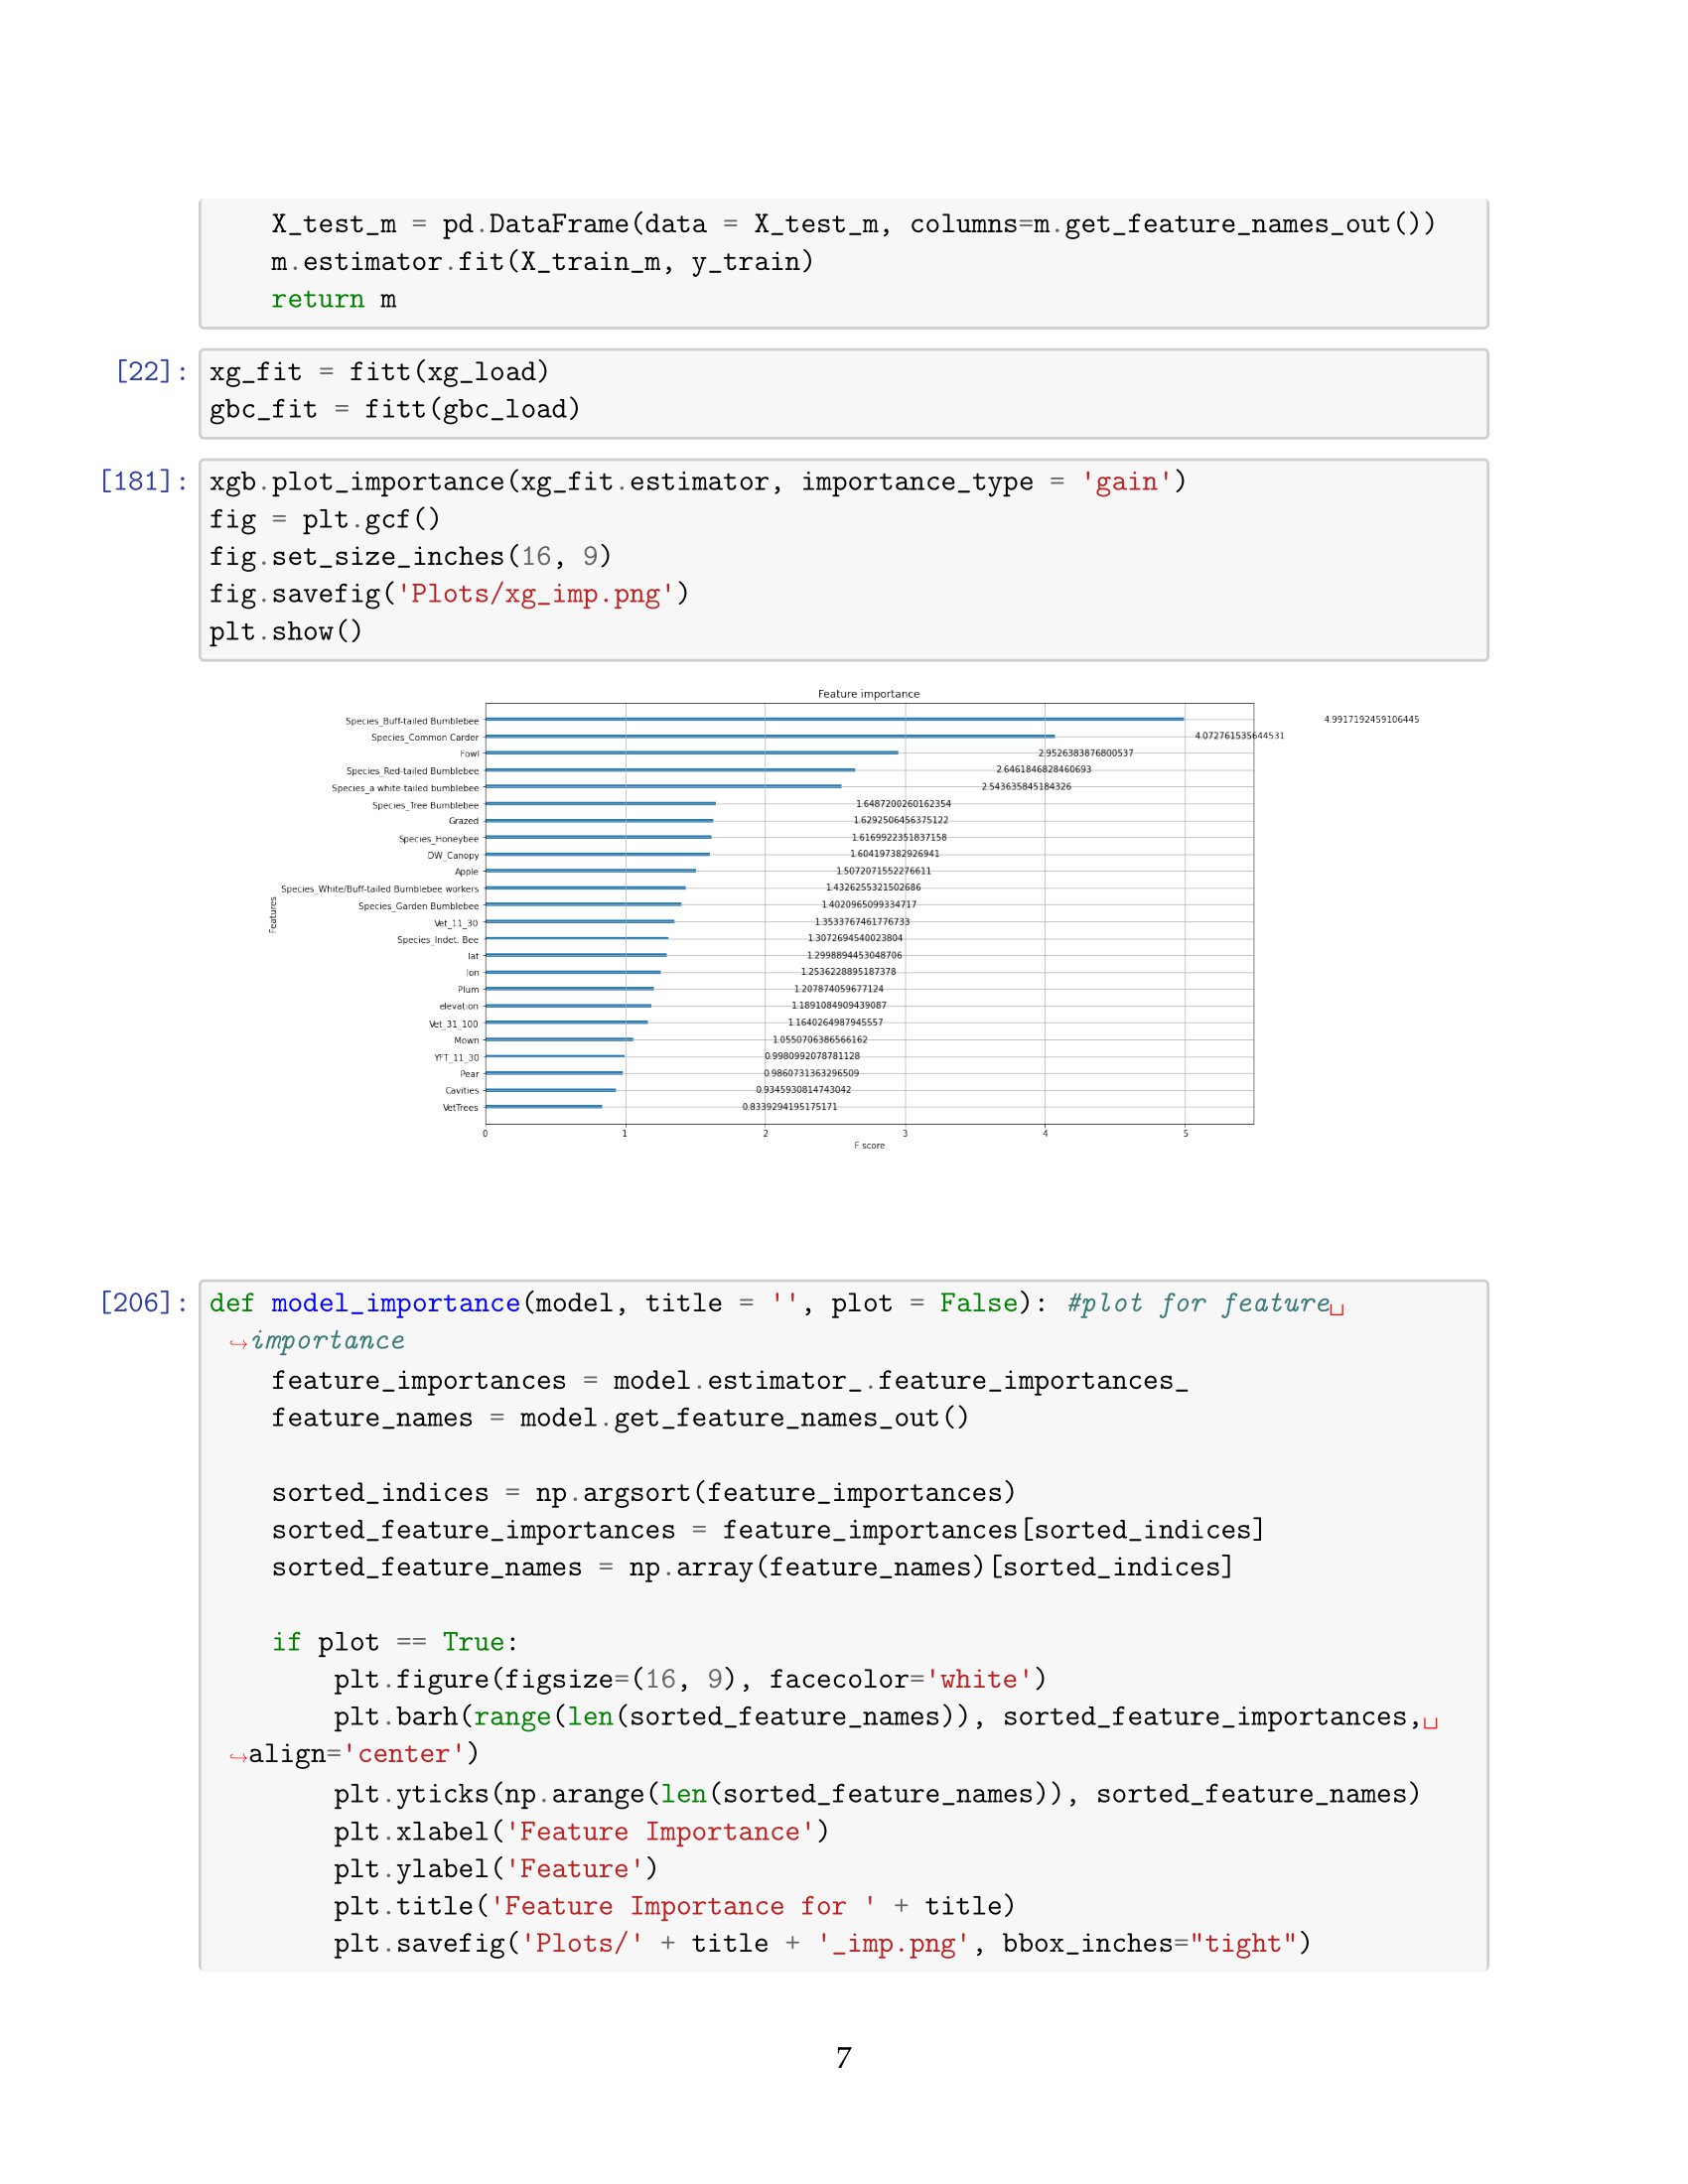 X_test_m = pd.DataFrame(data = X_test_m, columns=m.get_feature_names_out())
m.estimator.fit(X_train_m, y_train)
return m
[22]: xg_fit = fitt(xg_load)
gbc_fit = fitt(gbc_load)
[181]: xgb.plot_importance(xg_fit.estimator, importance_type = 'gain')
fig = plt.gcf()
fig.set_size_inches(16, 9)
fig.savefig('Plots/xg_imp.png')
plt.show()
Feature importance
Species_Buff-tailed Bumblebee 4.9917192459106445
Species_Common Carder 4.072761535644531
Fowl 2.9526383876800537
Species_Red-tailed Bumblebee 2.6461846828460693
Species_a white-tailed bumblebee 2.543635845184326
Species_Tree Bumblebee 1.6487200260162354
Grazed 1.6292506456375122
Species_Honeybee 1.6169922351837158
DW_Canopy 1.604197382926941
Apple 1.5072071552276611
Species_White/Buff-tailed Bumblebee workers 1.4326255321502686
Species_Garden Bumblebee 1.4020965099334717
Vet_11_30 1.3533767461776733
Species_Indet. Bee 1.3072694540023804
lat 1.2998894453048706
lon 1.2536228895187378
Plum 1.207874059677124
elevation 1.1891084909439087
Vet_31_100 1.1640264987945557
Mown 1.0550706386566162
YFT_11_30 0.9980992078781128
Pear 0.9860731363296509
Cavities 0.9345930814743042
VetTrees 0.8339294195175171
Features
0 1 2 3 4 5
F score
[206]: def model_importance(model, title = '', plot = False): #plot for feature␣
↪importance
feature_importances = model.estimator_.feature_importances_
feature_names = model.get_feature_names_out()
sorted_indices = np.argsort(feature_importances)
sorted_feature_importances = feature_importances[sorted_indices]
sorted_feature_names = np.array(feature_names)[sorted_indices]
if plot == True:
plt.figure(figsize=(16, 9), facecolor='white')
plt.barh(range(len(sorted_feature_names)), sorted_feature_importances,␣
↪align='center')
plt.yticks(np.arange(len(sorted_feature_names)), sorted_feature_names)
plt.xlabel('Feature Importance')
plt.ylabel('Feature')
plt.title('Feature Importance for ' + title)
plt.savefig('Plots/' + title + '_imp.png', bbox_inches="tight")
7